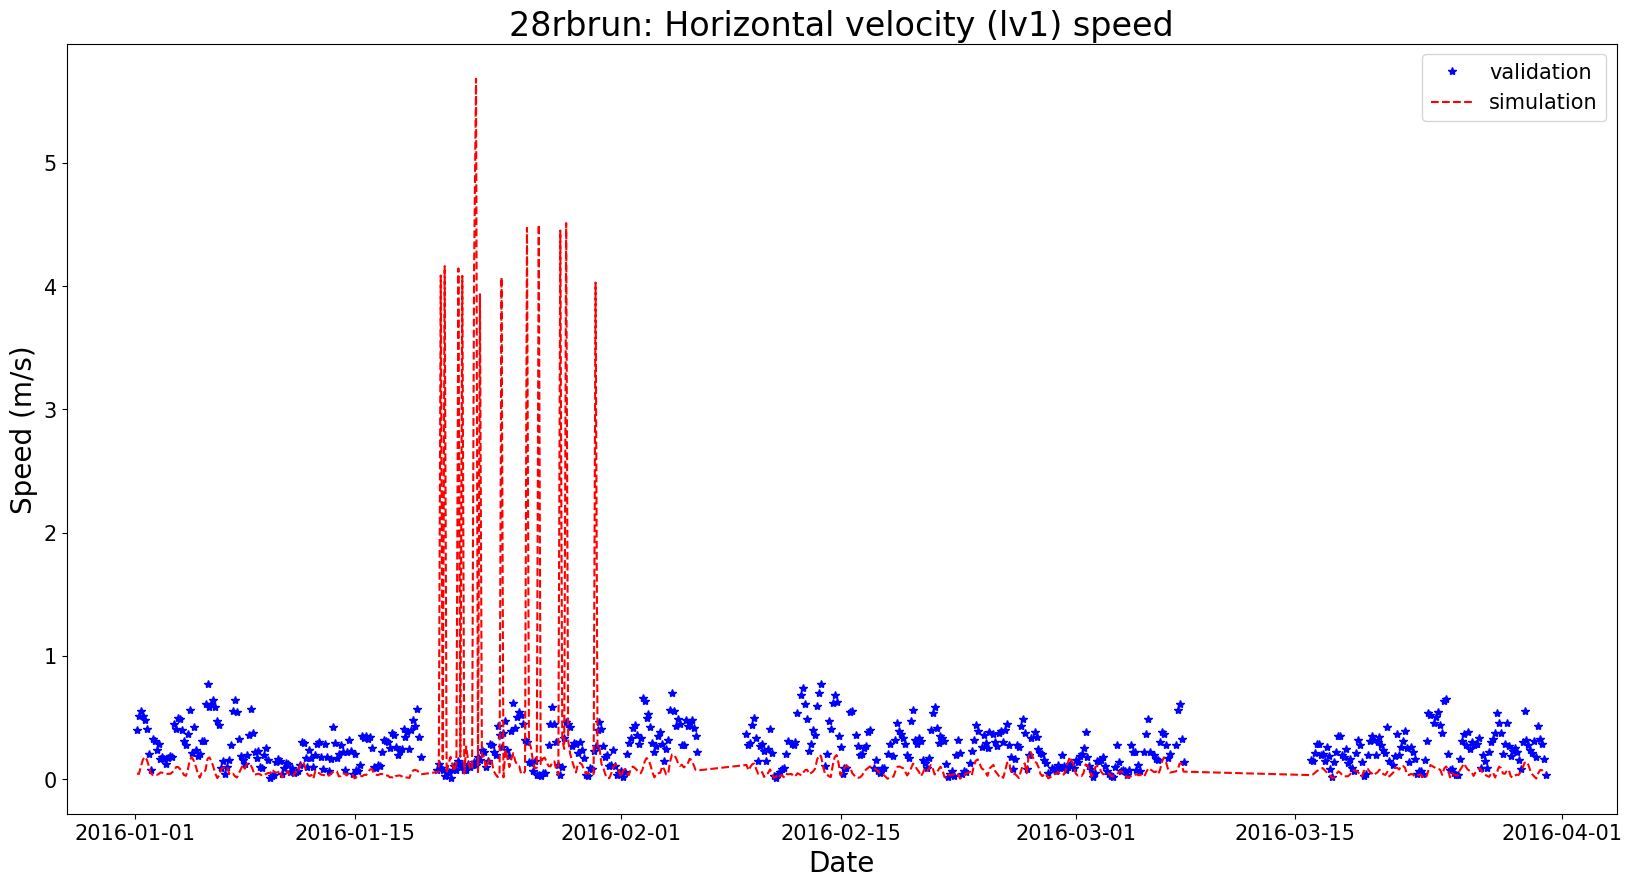 28rbrun: Horizontal velocity (lv1) speed
validation
simulation
Speed (m/s)
5
4
3
2
1
0
2016-01-01 2016-01-15 2016-02-01 2016-02-15 2016-03-01 2016-03-15 2016-04-01
Date